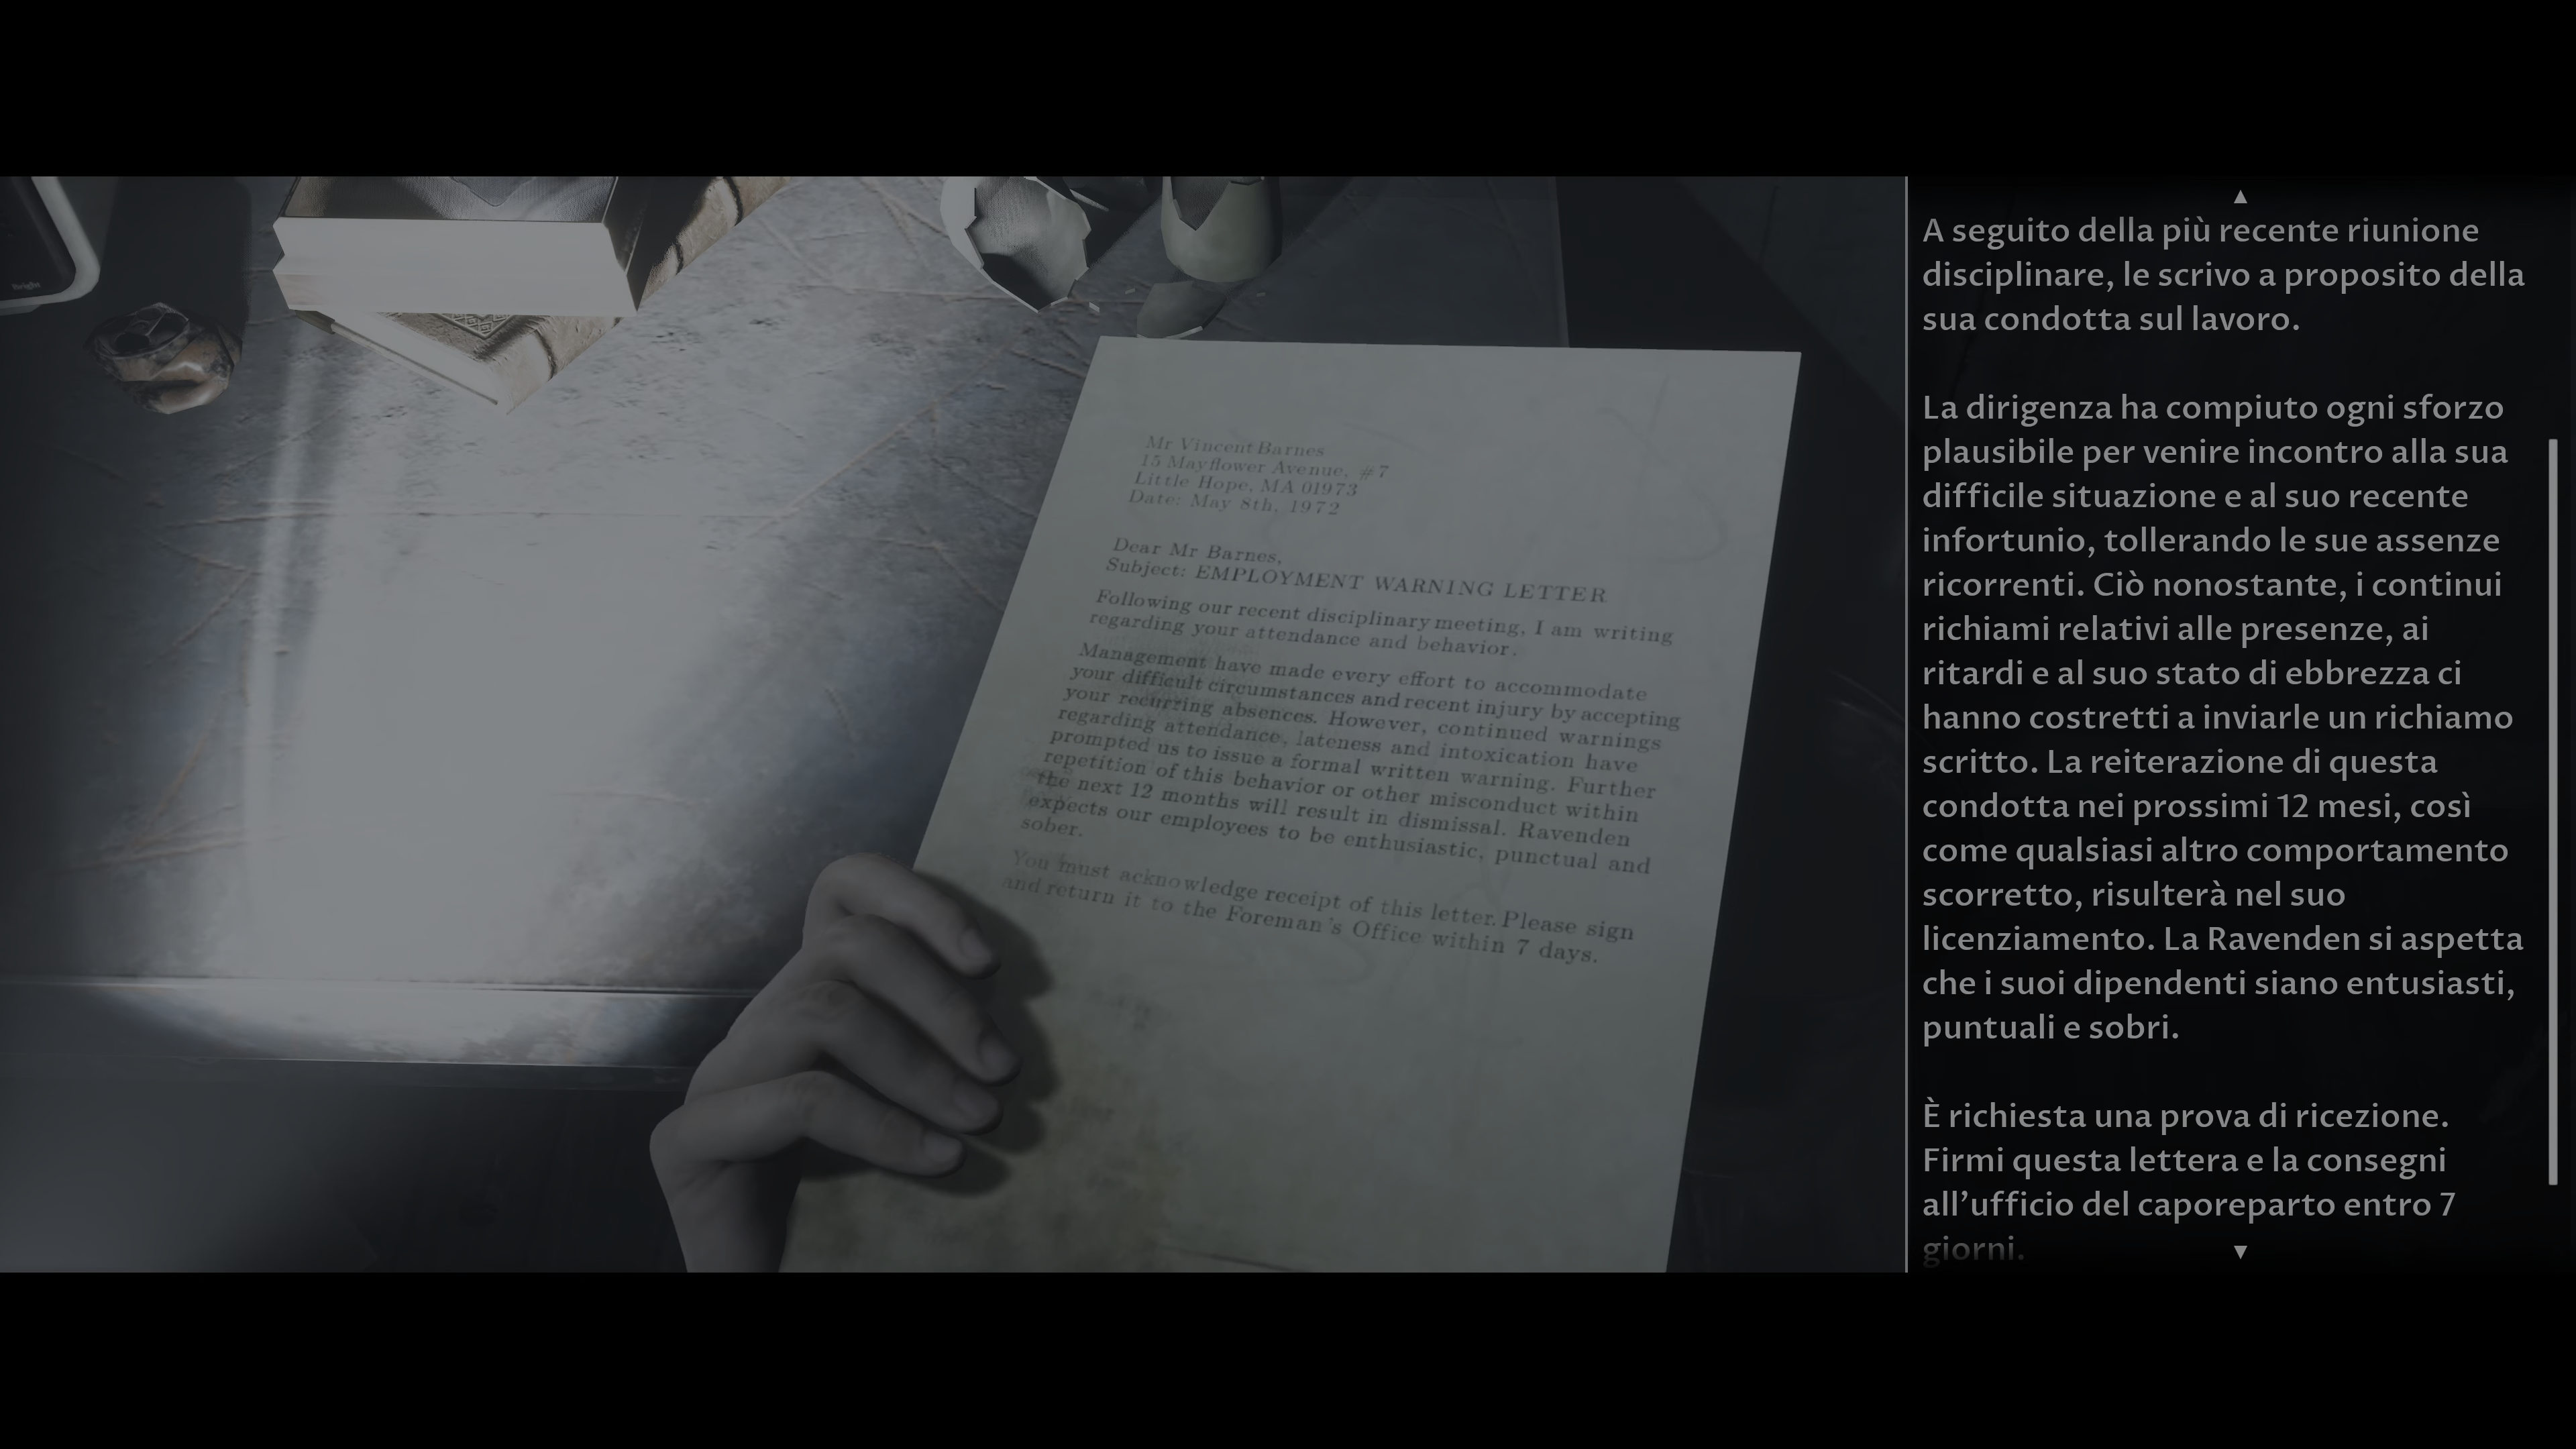 Mr Vincent Barnes
15 Mayflower Avenue, #7
Little Hope, MA 01973
Date: May 8th, 1972
Dear Mr Barnes,
Subject: EMPLOYMENT WARNING LETTER
Following our recent disciplinary meeting, I am writing
regarding your attendance and behavior.
Management have made every effort to accommodate
your difficult circumstances and recent injury by accepting
your recurring absences. However, continued warnings
regarding attendance, lateness and intoxication have
prompted us to issue a formal written warning. Further
repetition of this behavior or other misconduct within
the next 12 months will result in dismissal. Ravenden
expects our employees to be enthusiastic, punctual and
sober.
You must acknowledge receipt of this letter. Please sign
and return it to the Foreman's Office within 7 days.
A seguito della più recente riunione
disciplinare, le scrivo a proposito della
sua condotta sul lavoro.
La dirigenza ha compiuto ogni sforzo
plausibile per venire incontro alla sua
difficile situazione e al suo recente
infortunio, tollerando le sue assenze
ricorrenti. Ciò nonostante, i continui
richiami relativi alle presenze, ai
ritardi e al suo stato di ebbrezza ci
hanno costretti a inviarle un richiamo
scritto. La reiterazione di questa
condotta nei prossimi 12 mesi, così
come qualsiasi altro comportamento
scorretto, risulterà nel suo
licenziamento. La Ravenden si aspetta
che i suoi dipendenti siano entusiasti,
puntuali e sobri.
È richiesta una prova di ricezione.
Firmi questa lettera e la consegni
all’ufficio del caporeparto entro 7
giorni.